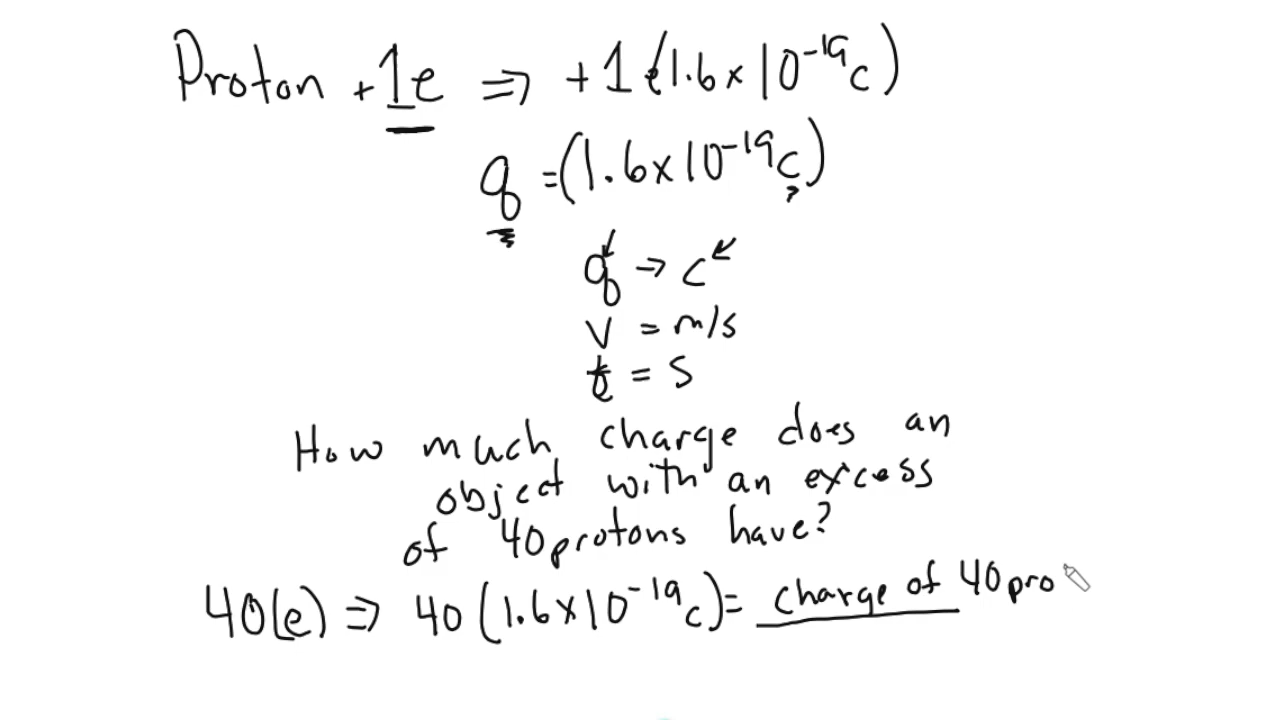 Proton +1e ⇒ +1(1.6×10⁻¹⁹c)
q =(1.6×10⁻¹⁹c)
q → c
v = m/s
t = s
How much charge does an
object with an excess
of 40protons have?
40(e) ⇒ 40(1.6×10⁻¹⁹c)= charge of 40pro